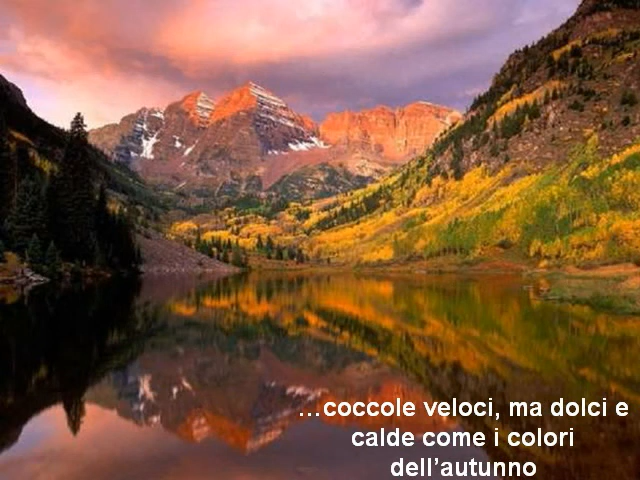 …coccole veloci, ma dolci e
calde come i colori
dell’autunno